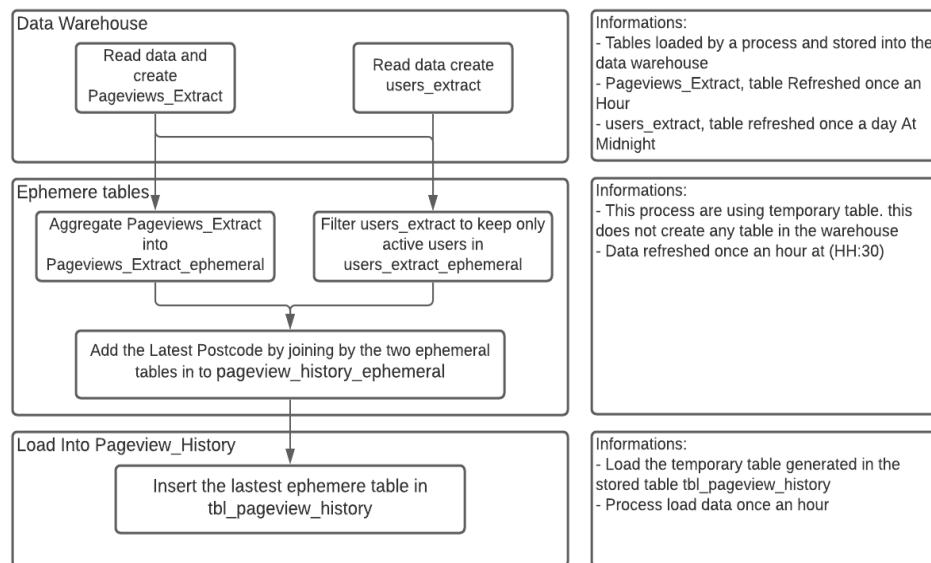 Data Warehouse
Read data and
create
Pageviews_Extract
Read data create
users_extract
Informations:
- Tables loaded by a process and stored into the
data warehouse
- Pageviews_Extract, table Refreshed once an
Hour
- users_extract, table refreshed once a day At
Midnight
Ephemere tables
Aggregate Pageviews_Extract
into
Pageviews_Extract_ephemeral
Filter users_extract to keep only
active users in
users_extract_ephemeral
Add the Latest Postcode by joining by the two ephemeral
tables in to pageview_history_ephemeral
Informations:
- This process are using temporary table. this
does not create any table in the warehouse
- Data refreshed once an hour at (HH:30)
Load Into Pageview_History
Insert the lastest ephemere table in
tbl_pageview_history
Informations:
- Load the temporary table generated in the
stored table tbl_pageview_history
- Process load data once an hour